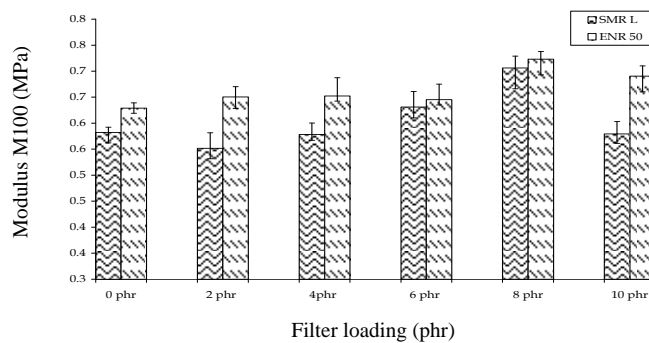 SMR L
ENR 50
Modulus M100 (MPa)
0.8
0.7
0.7
0.6
0.6
0.5
0.5
0.4
0.4
0.3
0 phr
2 phr
4phr
6 phr
8 phr
10 phr
Filter loading (phr)